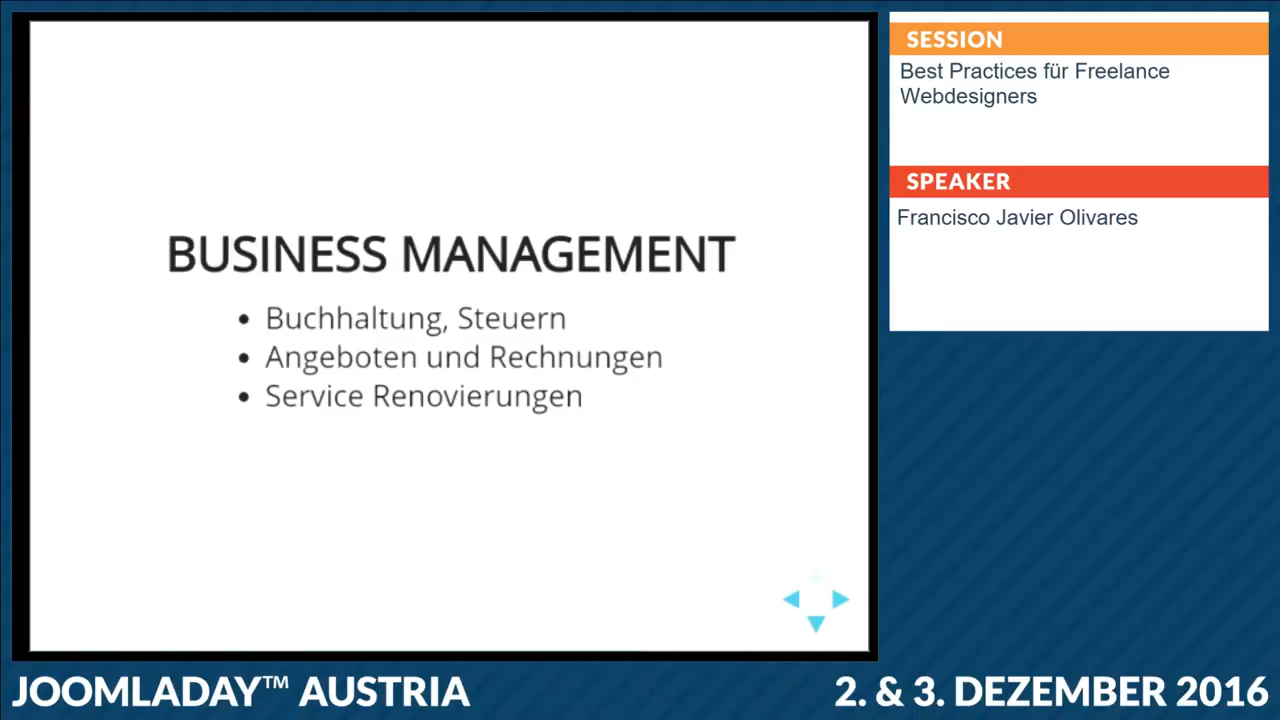 BUSINESS MANAGEMENT
Buchhaltung, Steuern
Angeboten und Rechnungen
Service Renovierungen
SESSION
Best Practices für Freelance
Webdesigners
SPEAKER
Francisco Javier Olivares
JOOMLADAY™ AUSTRIA
2. & 3. DEZEMBER 2016